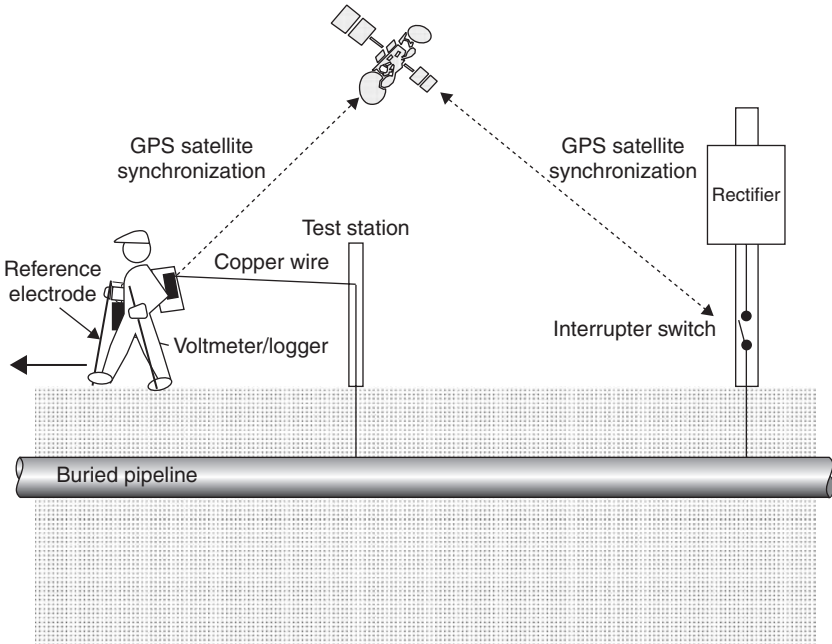 GPS satellite
synchronization
GPS satellite
synchronization
Rectifier
Test station
Copper wire
Reference
electrode
Interrupter switch
Voltmeter/logger
Buried pipeline